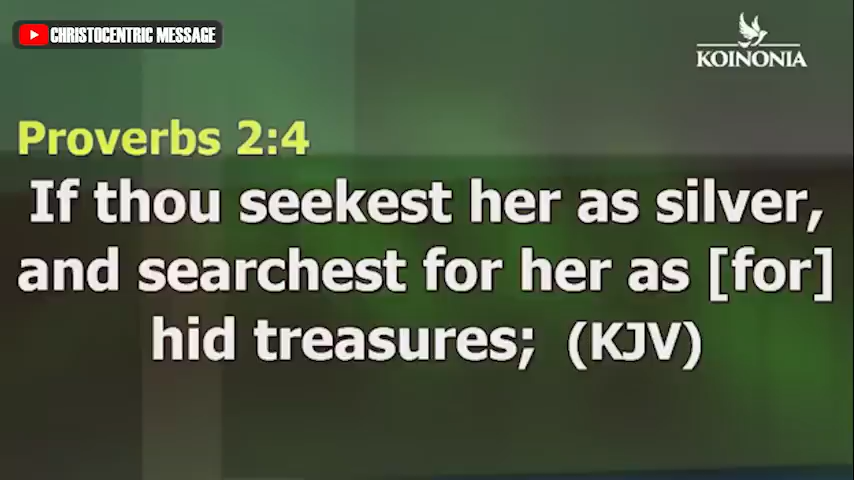 CHRISTOCENTRIC MESSAGE
KOINONIA
Proverbs 2:4
If thou seekest her as silver,
and searchest for her as [for]
hid treasures; (KJV)